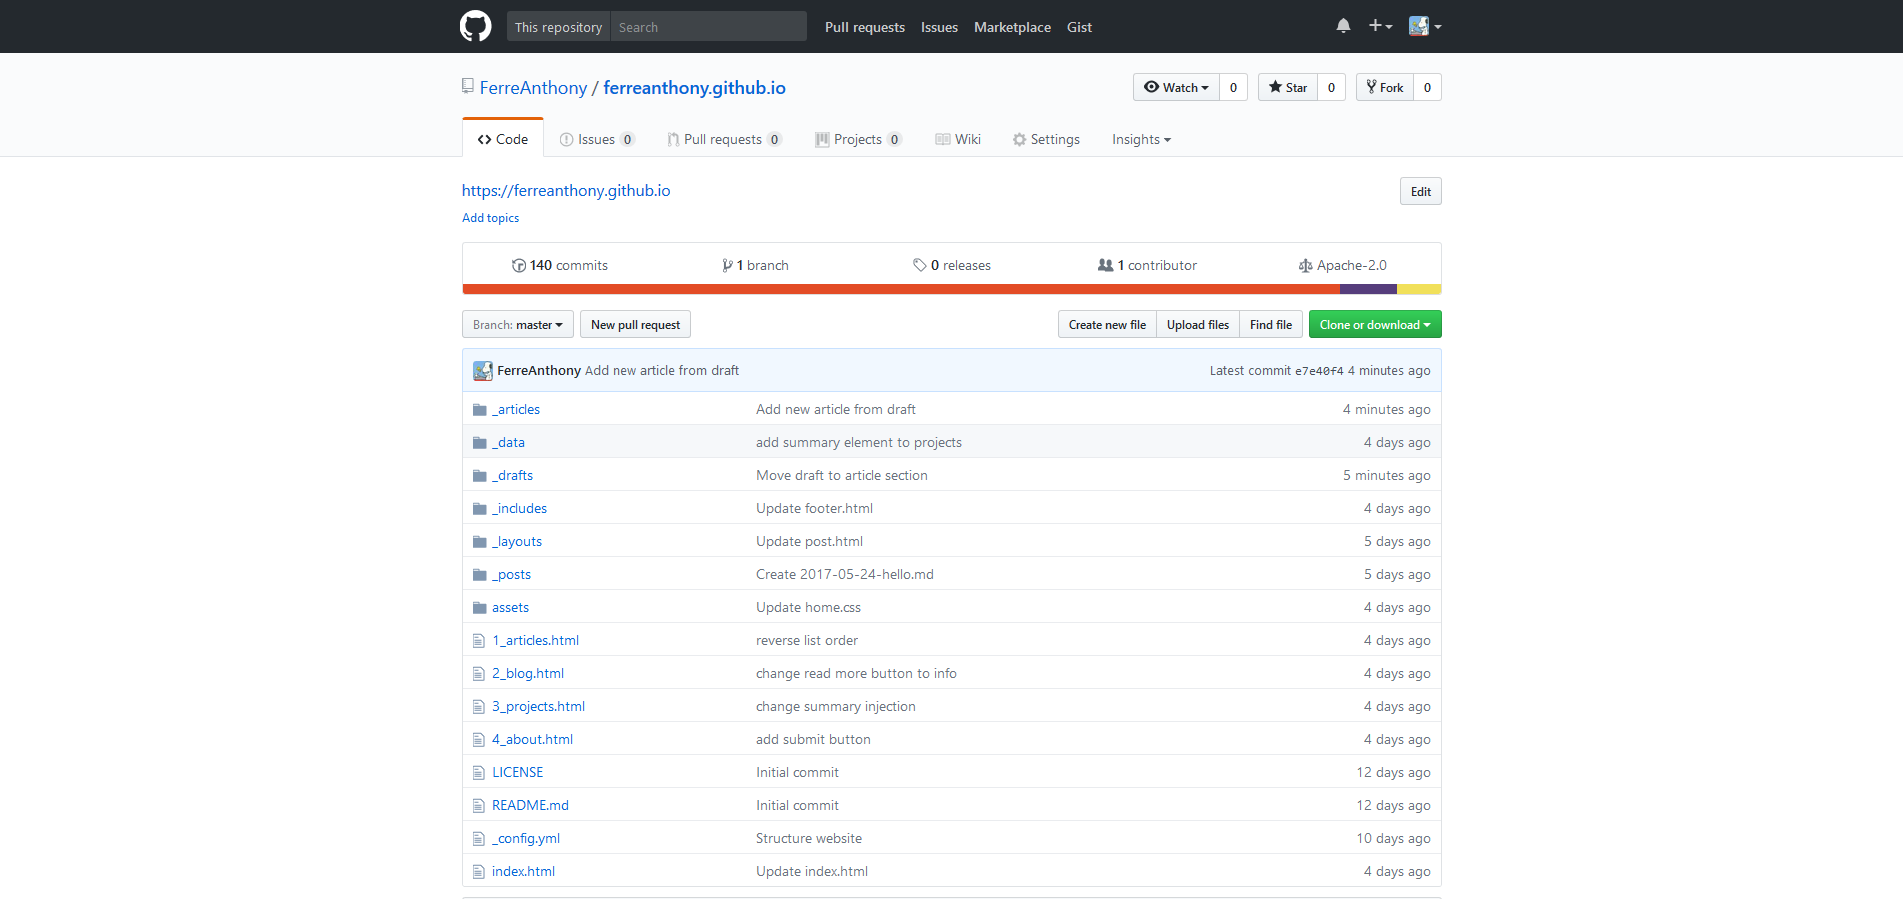 This repository Search Pull requests Issues Marketplace Gist
FerreAnthony / ferreanthony.github.io Watch 0 Star 0 Fork 0
Code Issues 0 Pull requests 0 Projects 0 Wiki Settings Insights
https://ferreanthony.github.io Edit
Add topics
140 commits 1 branch 0 releases 1 contributor Apache-2.0
Branch: master New pull request Create new file Upload files Find file Clone or download
FerreAnthony Add new article from draft Latest commit e7e40f4 4 minutes ago
_articles Add new article from draft 4 minutes ago
_data add summary element to projects 4 days ago
_drafts Move draft to article section 5 minutes ago
_includes Update footer.html 4 days ago
_layouts Update post.html 5 days ago
_posts Create 2017-05-24-hello.md 5 days ago
assets Update home.css 4 days ago
1_articles.html reverse list order 4 days ago
2_blog.html change read more button to info 4 days ago
3_projects.html change summary injection 4 days ago
4_about.html add submit button 4 days ago
LICENSE Initial commit 12 days ago
README.md Initial commit 12 days ago
_config.yml Structure website 10 days ago
index.html Update index.html 4 days ago